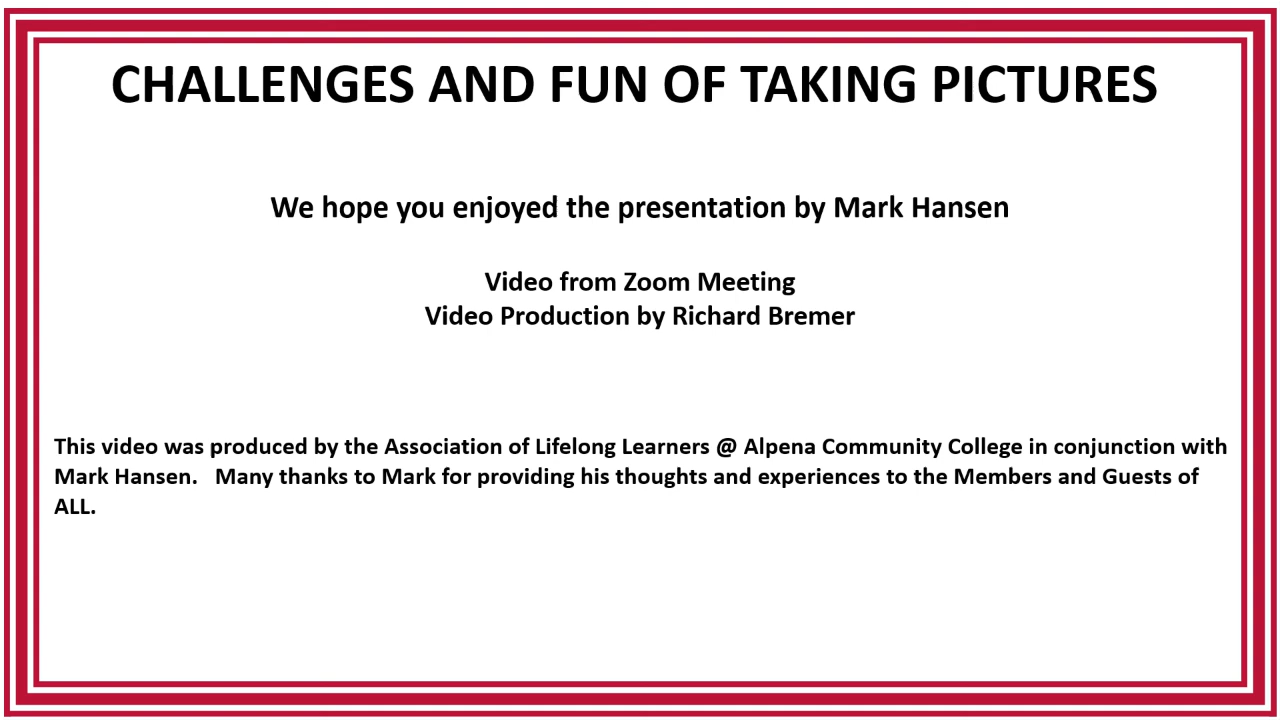 CHALLENGES AND FUN OF TAKING PICTURES
We hope you enjoyed the presentation by Mark Hansen
Video from Zoom Meeting
Video Production by Richard Bremer
This video was produced by the Association of Lifelong Learners @ Alpena Community College in conjunction with
Mark Hansen.   Many thanks to Mark for providing his thoughts and experiences to the Members and Guests of
ALL.